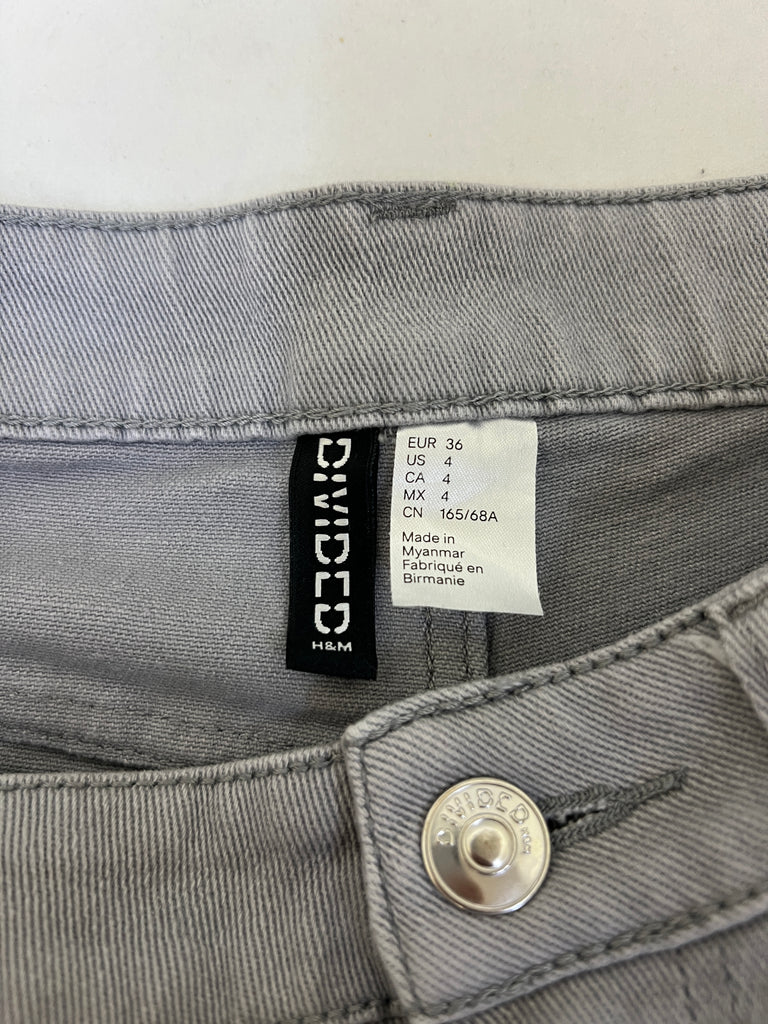 DIVIDED
H&M
EUR 36
US 4
CA 4
MX 4
CN 165/68A
Made in
Myanmar
Fabriqué en
Birmanie
DIVIDED
H&M